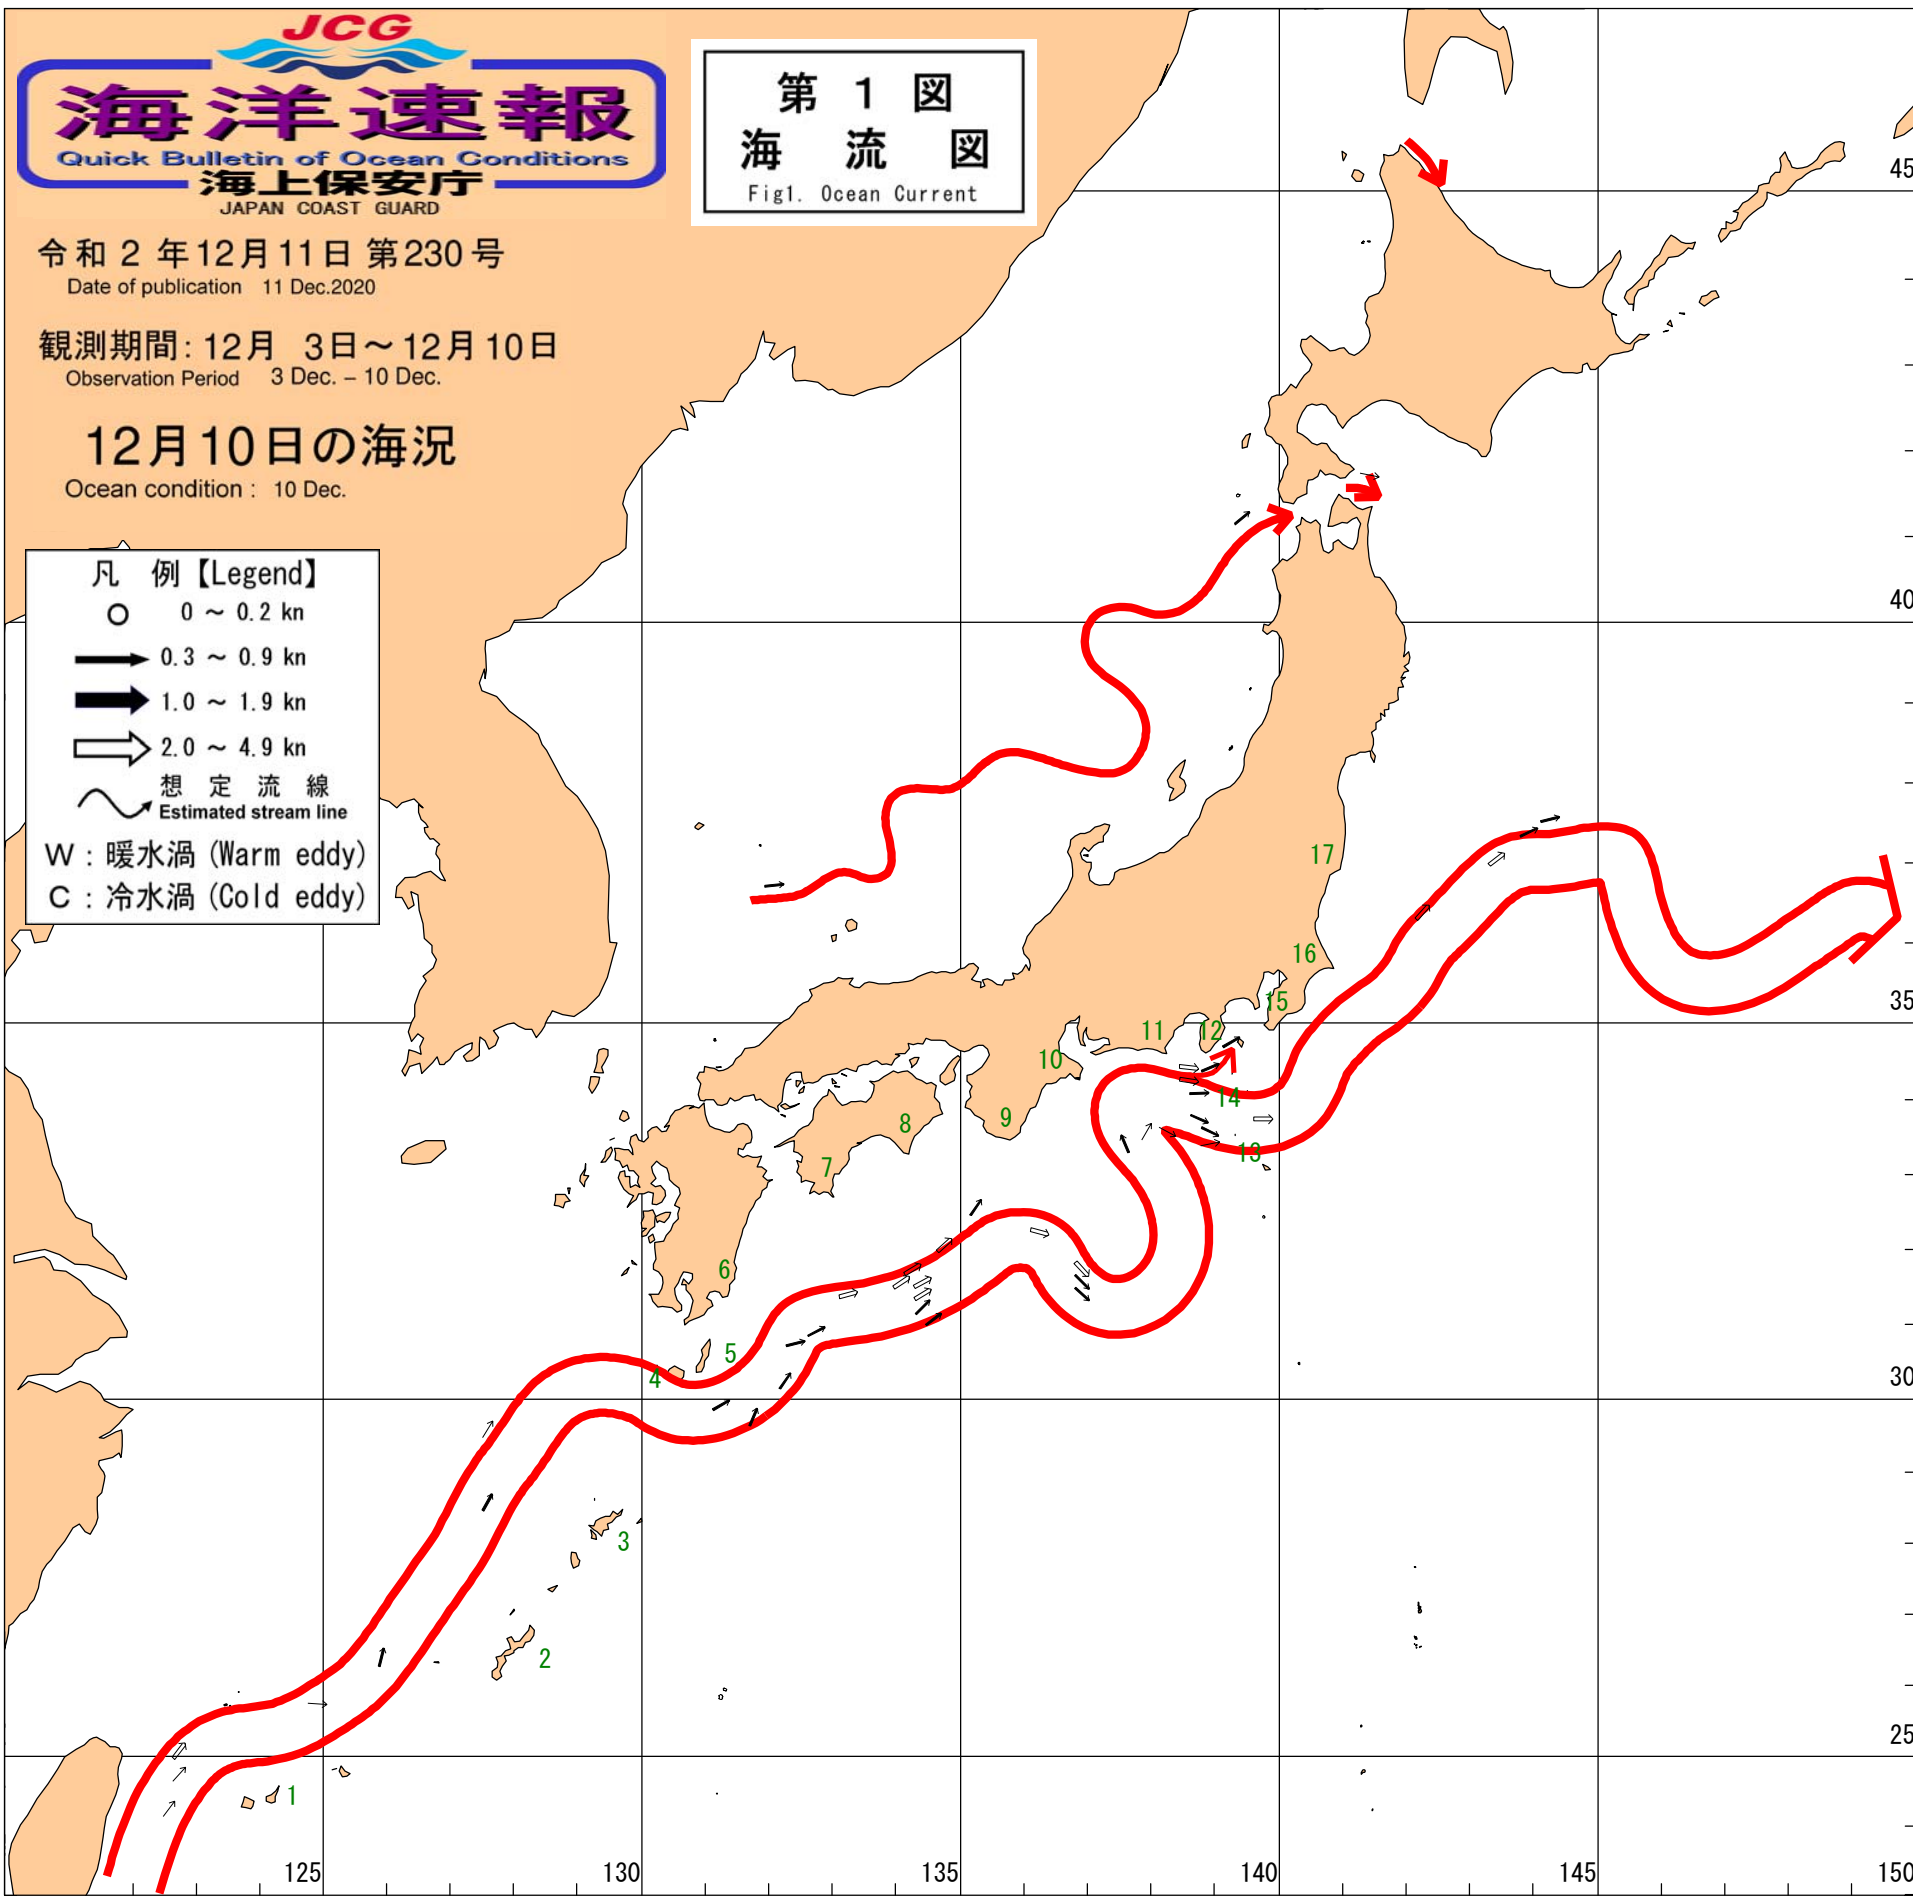 JCG
海洋速報
Quick Bulletin of Ocean Conditions
海上保安庁
JAPAN COAST GUARD
第 1 図
海 流 図
Fig1. Ocean Current
令和 2 年12月11日 第230号
Date of publication 11 Dec.2020
観測期間: 12月 3日～12月10日
Observation Period 3 Dec. – 10 Dec.
12月10日の海況
Ocean condition : 10 Dec.
凡 例【Legend】
0 ～ 0.2 kn
0.3 ～ 0.9 kn
1.0 ～ 1.9 kn
2.0 ～ 4.9 kn
想 定 流 線
Estimated stream line
W : 暖水渦 (Warm eddy)
C : 冷水渦 (Cold eddy)
45
40
17
16
35
15
12
11
10
14
9
8
13
7
6
5
4
30
3
2
25
1
125
130
135
140
145
150